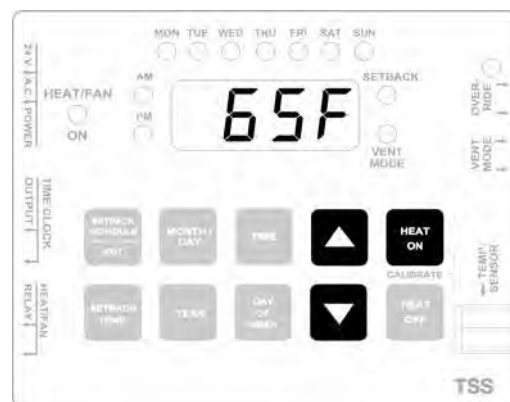 MON TUE WED THU FRI SAT SUN
AM
SETBACK
HEAT/FAN
65F
PM
ON
VENT
MODE
24 V. A.C. POWER
OVER-
RIDE
VENT
MODE
TIME CLOCK
OUTPUT
SETBACK
SCHEDULE
EXIT
MONTH/
DAY
TIME
HEAT
ON
CALIBRATE
TEMP.
SENSOR
HEAT/FAN
RELAY
SETBACK
TEMP
YEAR
DAY
OF
WEEK
HEAT
OFF
TSS